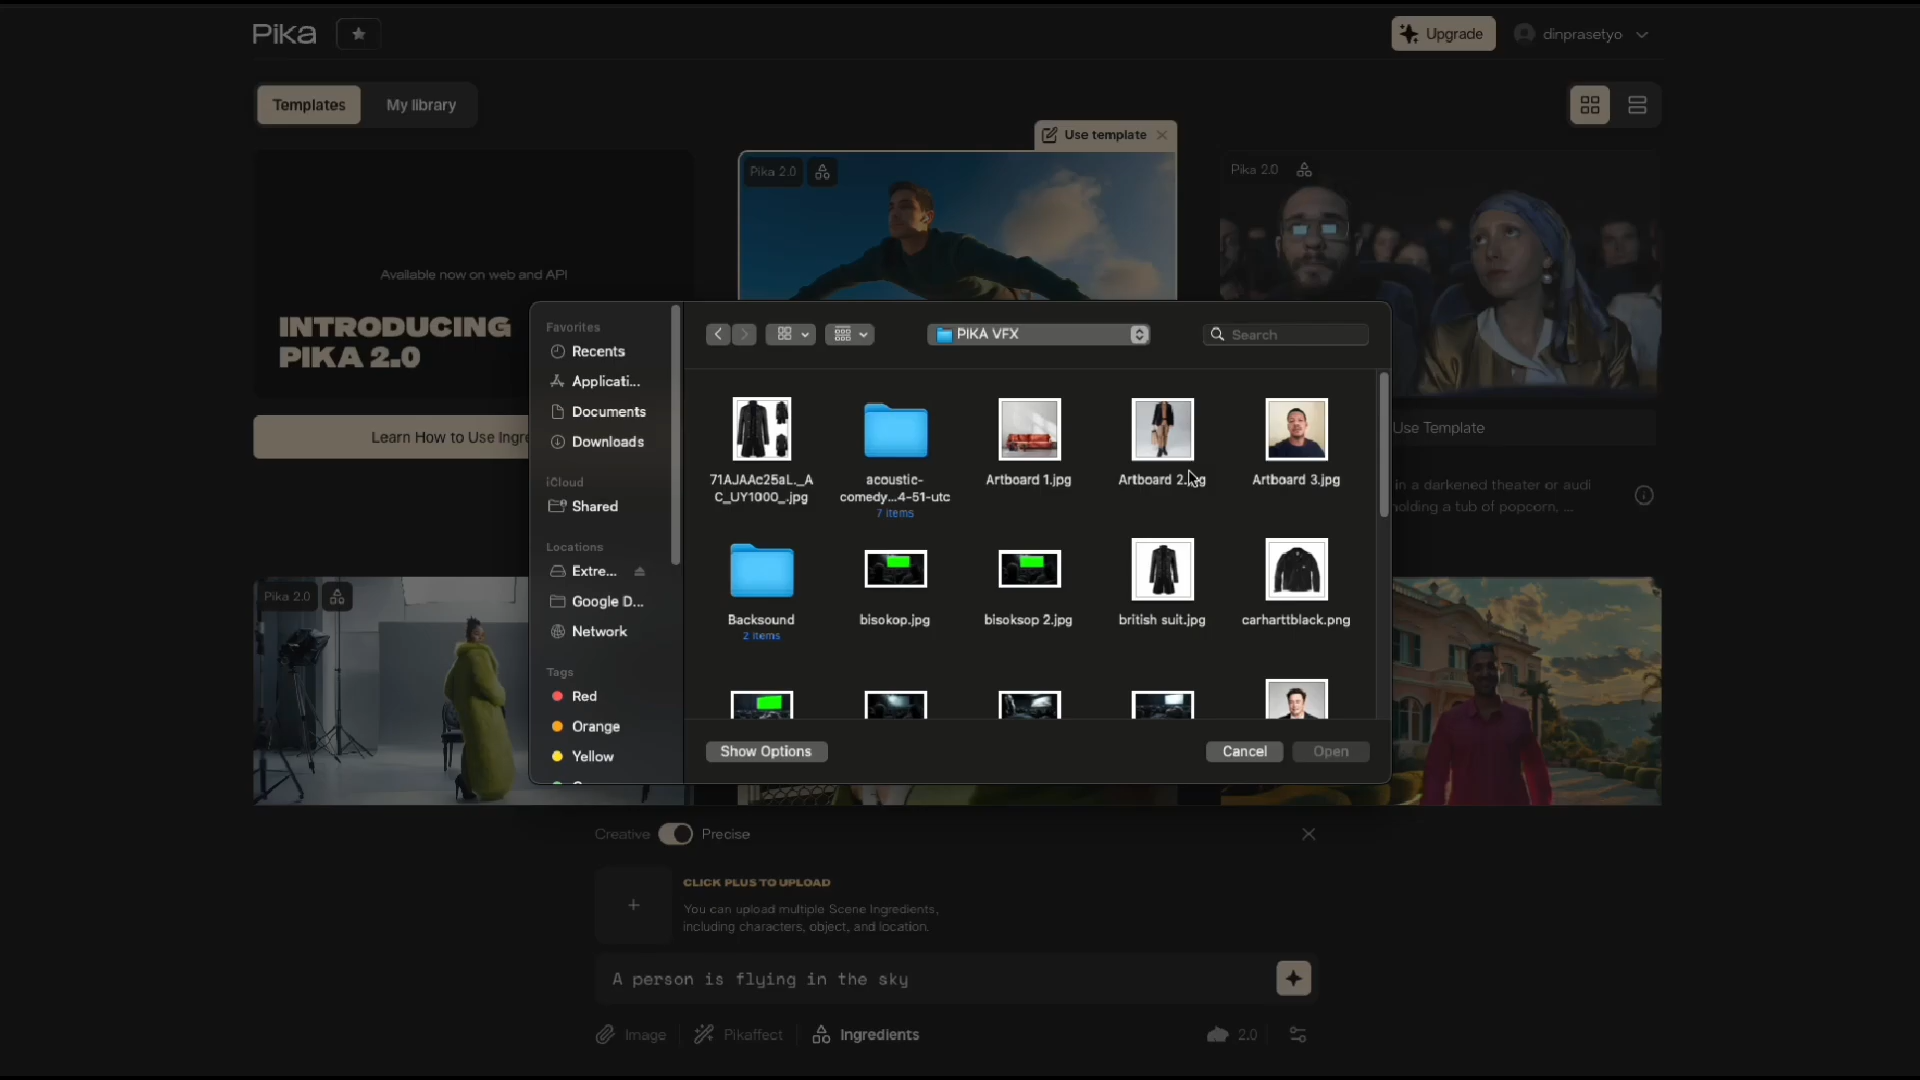 Pika
Upgrade
dinprasetyo
Templates
My library
Use template
Pika 2.0
Pika 2.0
Available now on web and API
INTRODUCING
PIKA 2.0
Learn How to Use Ingre
Use Template
in a darkened theater or audi
holding a tub of popcorn, ...
Pika 2.0
Favorites
Recents
Applicati...
Documents
Downloads
iCloud
Shared
Locations
Extre...
Google D...
Network
Tags
Red
Orange
Yellow
PIKA VFX
Search
71AJAAc25aL._A
C_UY1000_.jpg
acoustic-
comedy...4-51-utc
7 items
Artboard 1.jpg
Artboard 2.jpg
Artboard 3.jpg
Backsound
2 items
bisokop.jpg
bisoksop 2.jpg
british suit.jpg
carharttblack.png
Show Options
Cancel
Open
Creative
Precise
CLICK PLUS TO UPLOAD
You can upload multiple Scene Ingredients,
including characters, object, and location.
A person is flying in the sky
Image
Pikaffect
Ingredients
2.0